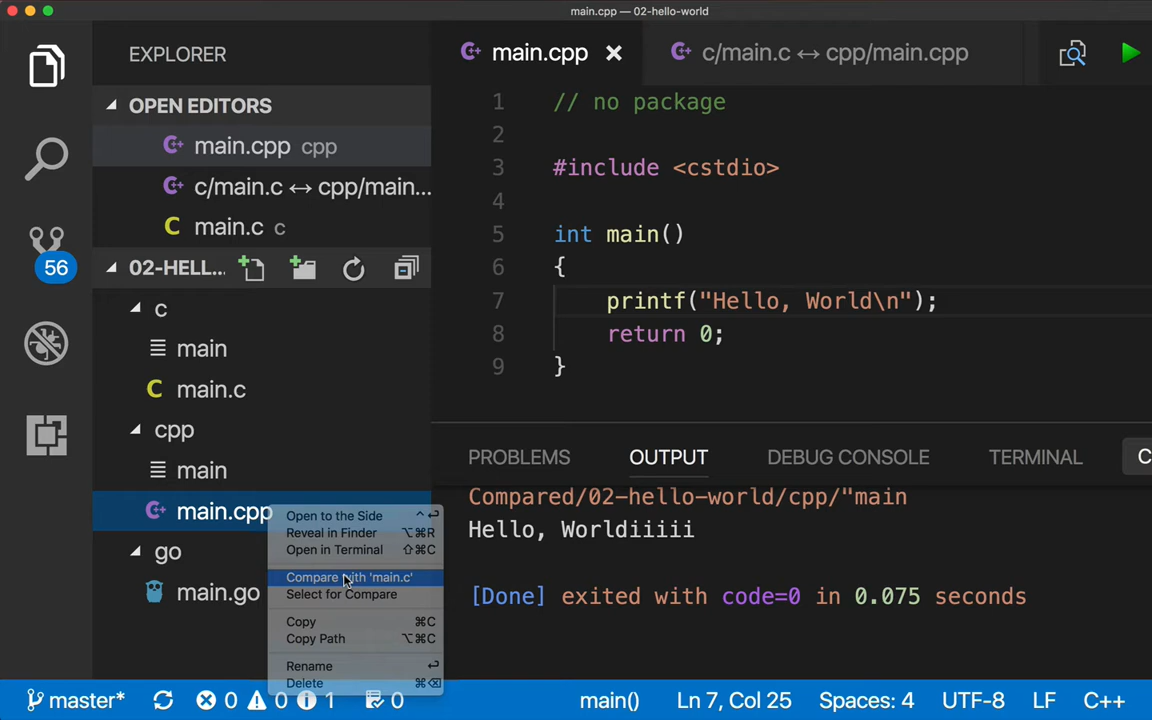 main.cpp — 02-hello-world
EXPLORER
OPEN EDITORS
main.cpp cpp
c/main.c ↔ cpp/main...
main.c c
56
02-HELL...
c
main
main.c
cpp
main
main.cpp
go
main.go
main.cpp
c/main.c ↔ cpp/main.cpp
1 // no package
2
3 #include <cstdio>
4
5 int main()
6 {
7 printf("Hello, World\n");
8 return 0;
9 }
PROBLEMS OUTPUT DEBUG CONSOLE TERMINAL C
Compared/02-hello-world/cpp/"main
Hello, Worldiiiii
[Done] exited with code=0 in 0.075 seconds
Open to the Side ^↩
Reveal in Finder ⌥⌘R
Open in Terminal ⇧⌘C
Compare with 'main.c'
Select for Compare
Copy ⌘C
Copy Path ⌥⌘C
Rename ↩
Delete ⌘⌫
master* 0 0 1 0 main() Ln 7, Col 25 Spaces: 4 UTF-8 LF C++